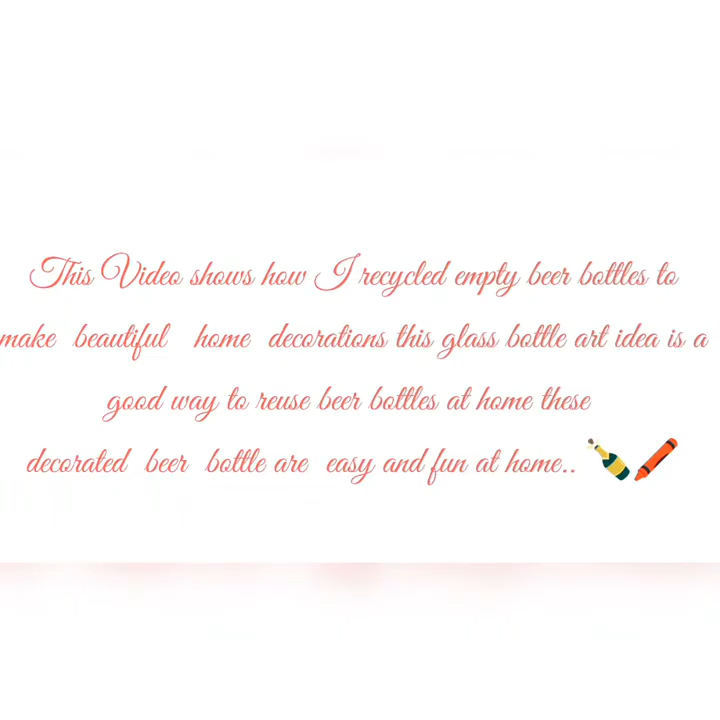 This Video shows how I recycled empty beer bottles to
make beautiful home decorations this glass bottle art idea is a
good way to reuse beer bottles at home these
decorated beer bottle are easy and fun at home.. 🍾🖍️